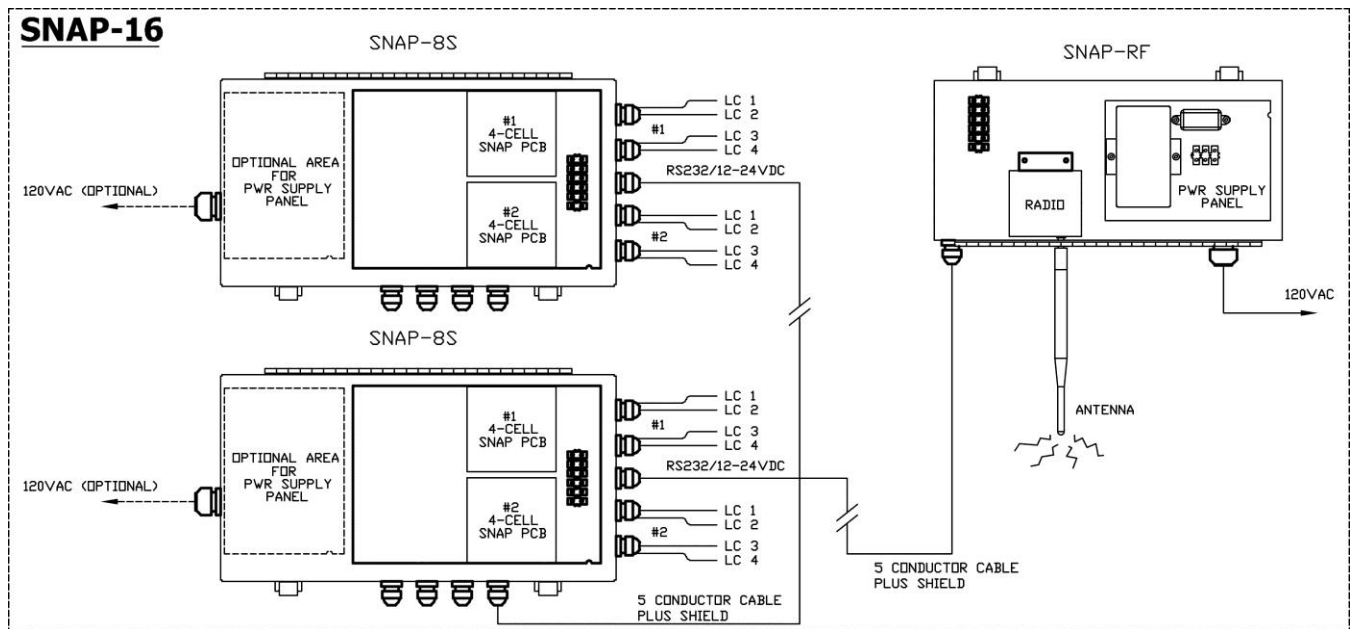 SNAP-16
SNAP-8S
OPTIONAL AREA
FOR
PWR SUPPLY
PANEL
120VAC (OPTIONAL)
#1
4-CELL
SNAP PCB
#2
4-CELL
SNAP PCB
LC 1
LC 2
#1
LC 3
LC 4
RS232/12-24VDC
LC 1
LC 2
#2
LC 3
LC 4
SNAP-RF
RADIO
PWR SUPPLY
PANEL
120VAC
ANTENNA
SNAP-8S
OPTIONAL AREA
FOR
PWR SUPPLY
PANEL
120VAC (OPTIONAL)
#1
4-CELL
SNAP PCB
#2
4-CELL
SNAP PCB
LC 1
LC 2
#1
LC 3
LC 4
RS232/12-24VDC
LC 1
LC 2
#2
LC 3
LC 4
5 CONDUCTOR CABLE
PLUS SHIELD
5 CONDUCTOR CABLE
PLUS SHIELD